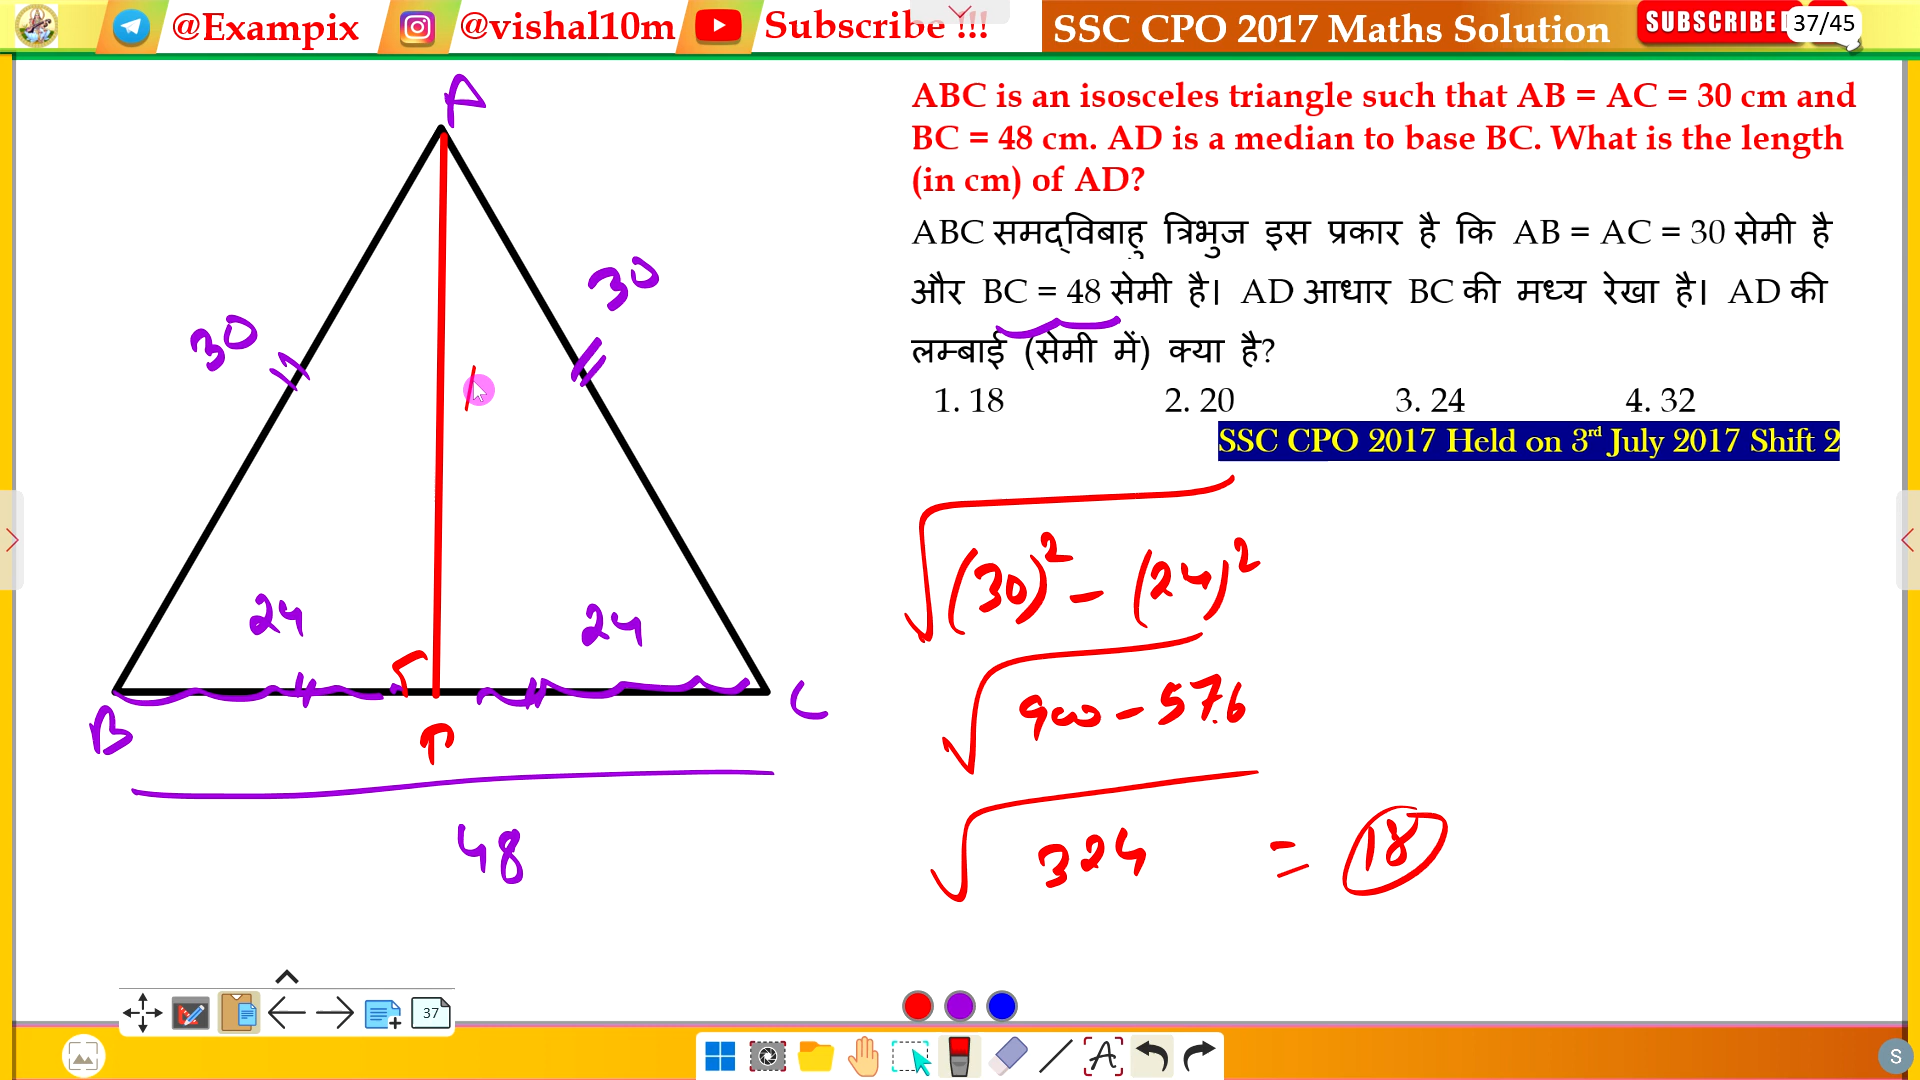 @Exampix @vishal10m Subscribe !!! SSC CPO 2017 Maths Solution SUBSCRIBE 37/45
ABC is an isosceles triangle such that AB = AC = 30 cm and
BC = 48 cm. AD is a median to base BC. What is the length
(in cm) of AD?
ABC समद्विबाहु त्रिभुज इस प्रकार है कि AB = AC = 30 सेमी है
और BC = 48 सेमी है। AD आधार BC की मध्य रेखा है। AD की
लम्बाई (सेमी में) क्या है?
1. 18 2. 20 3. 24 4. 32
SSC CPO 2017 Held on 3rd July 2017 Shift 2
A
30
30
24
24
B
C
48
√(30)² − (24)²
√900 − 576
√324 = 18
37
S